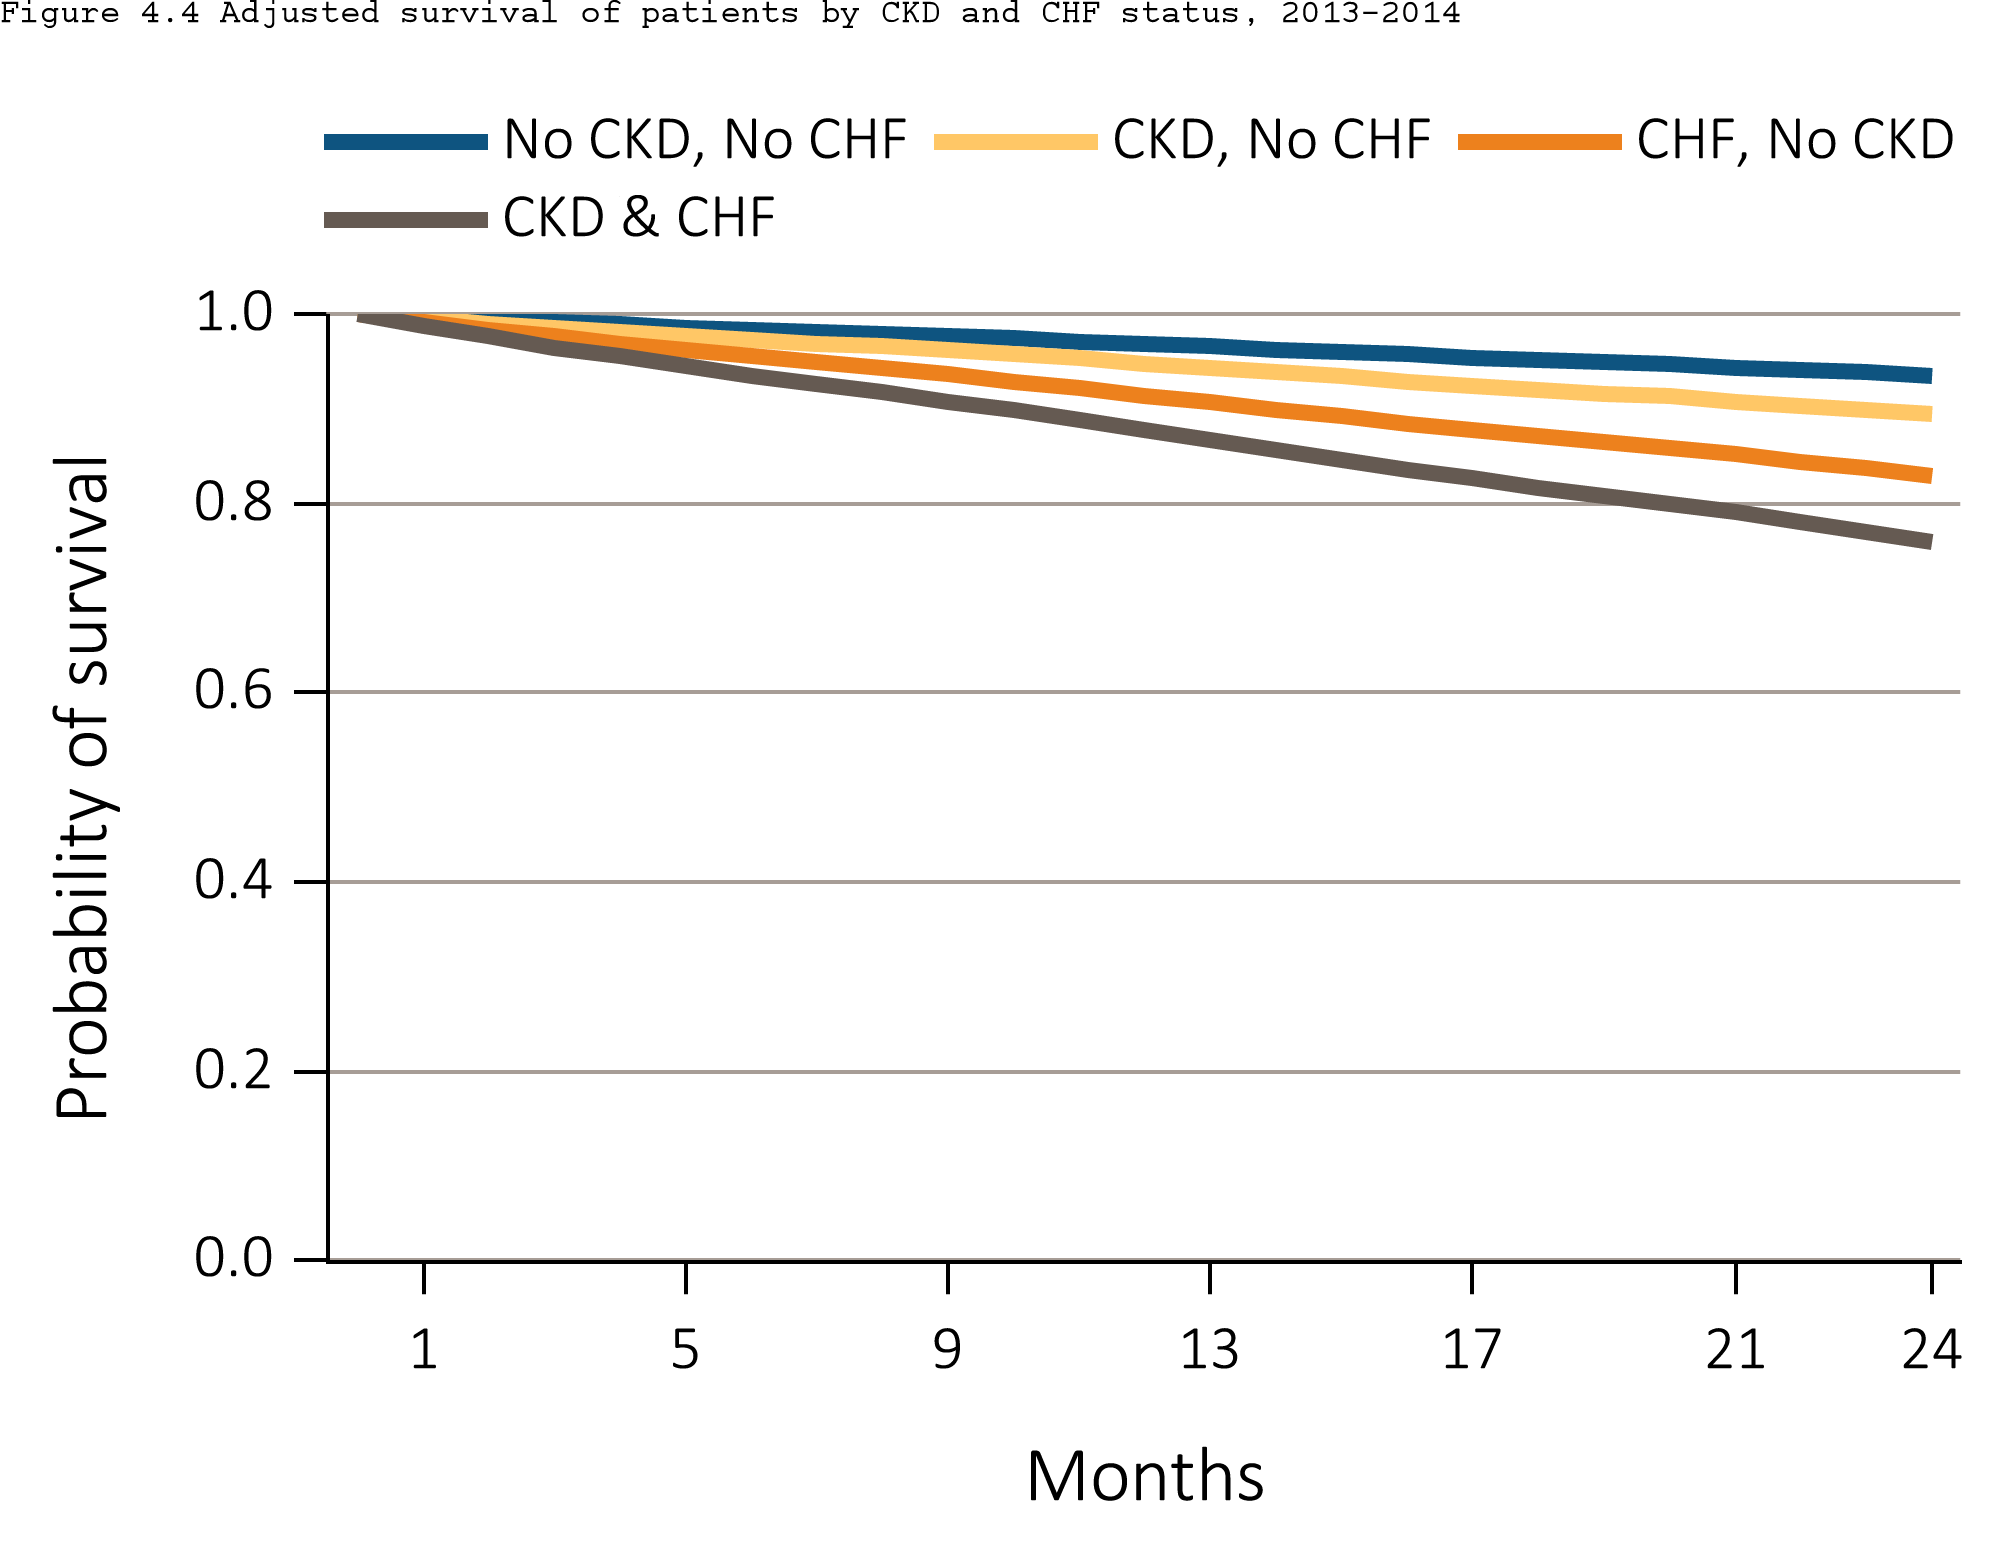 Figure 4.4 Adjusted survival of patients by CKD and CHF status, 2013-2014
No CKD, No CHF CKD, No CHF CHF, No CKD
CKD & CHF
1.0
0.8
0.6
0.4
0.2
0.0
Probability of survival
1 5 9 13 17 21 24
Months